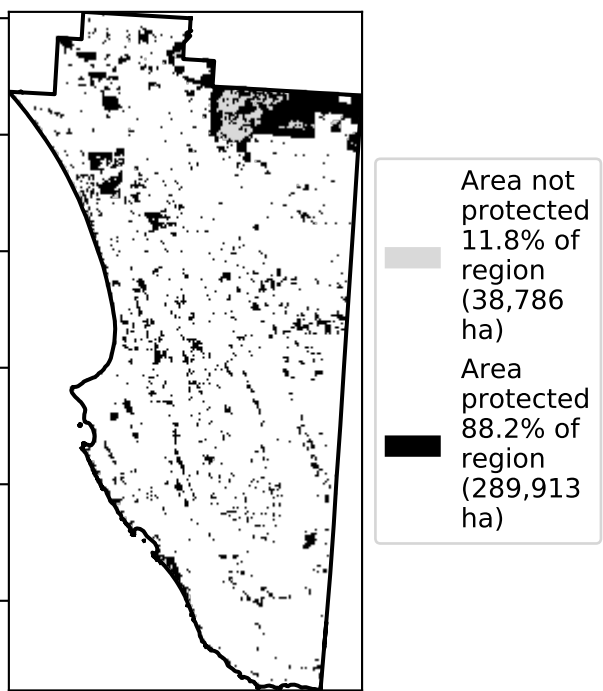 Area not
protected
11.8% of
region
(38,786
ha)
Area
protected
88.2% of
region
(289,913
ha)